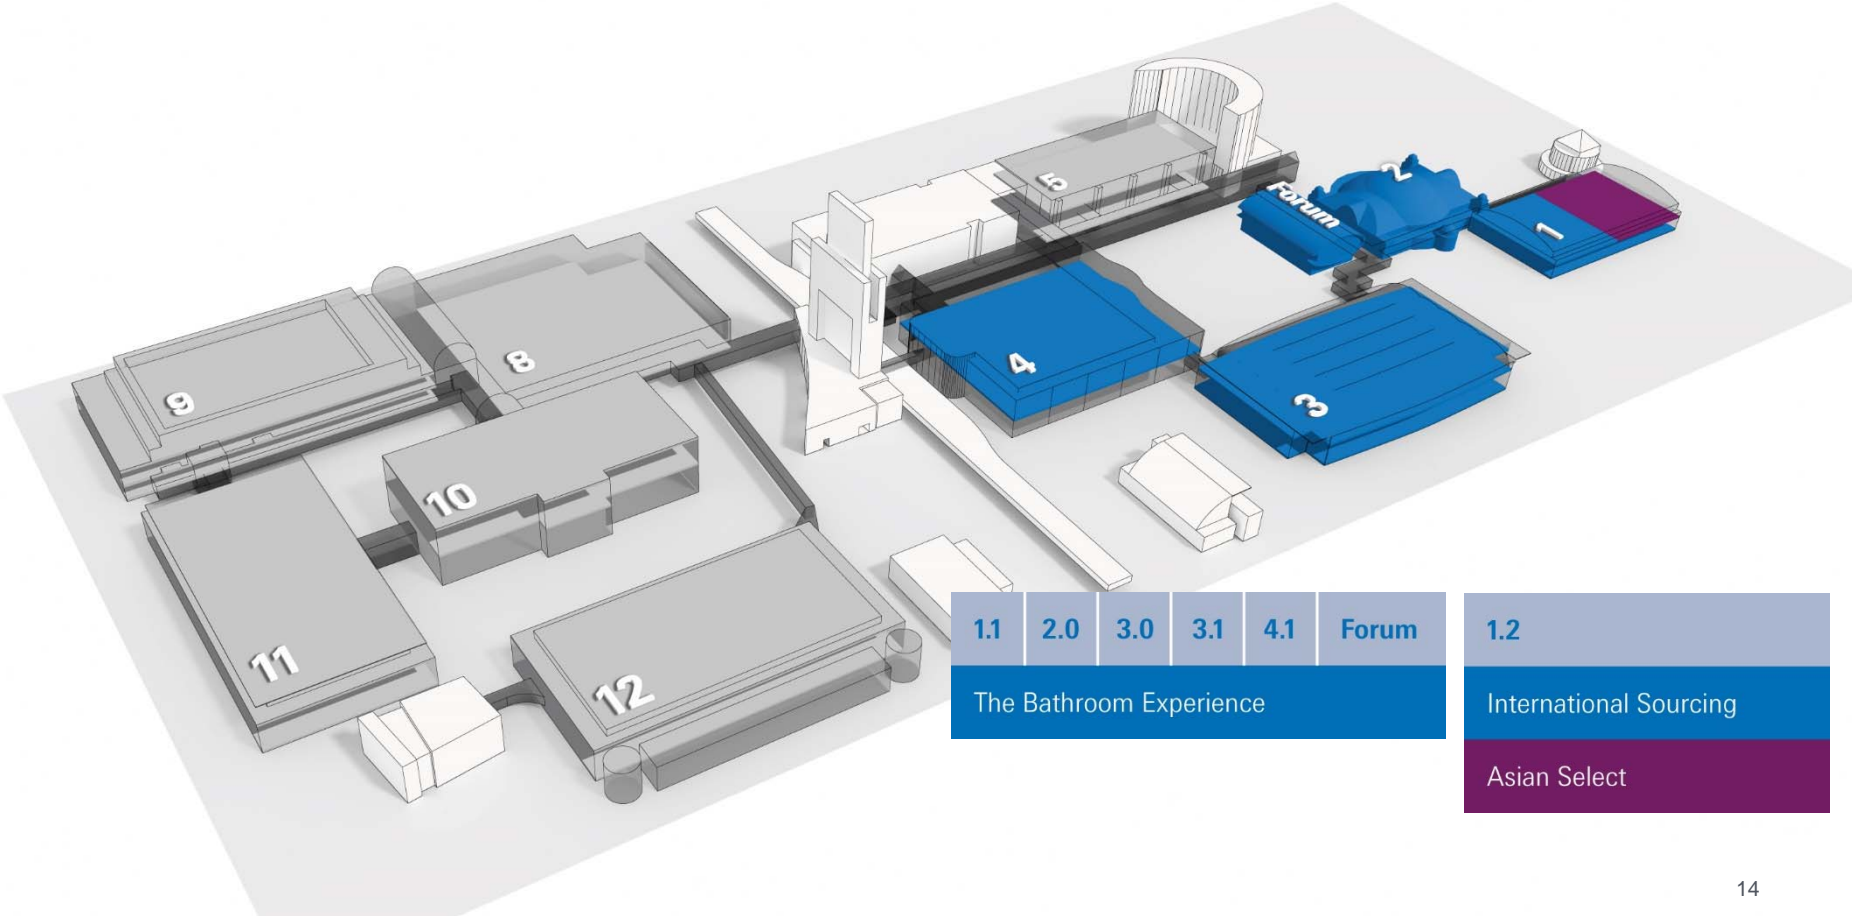 5
Forum
2
1
8
9
4
3
10
11
12
1.1 2.0 3.0 3.1 4.1 Forum
The Bathroom Experience
1.2
International Sourcing
Asian Select
14